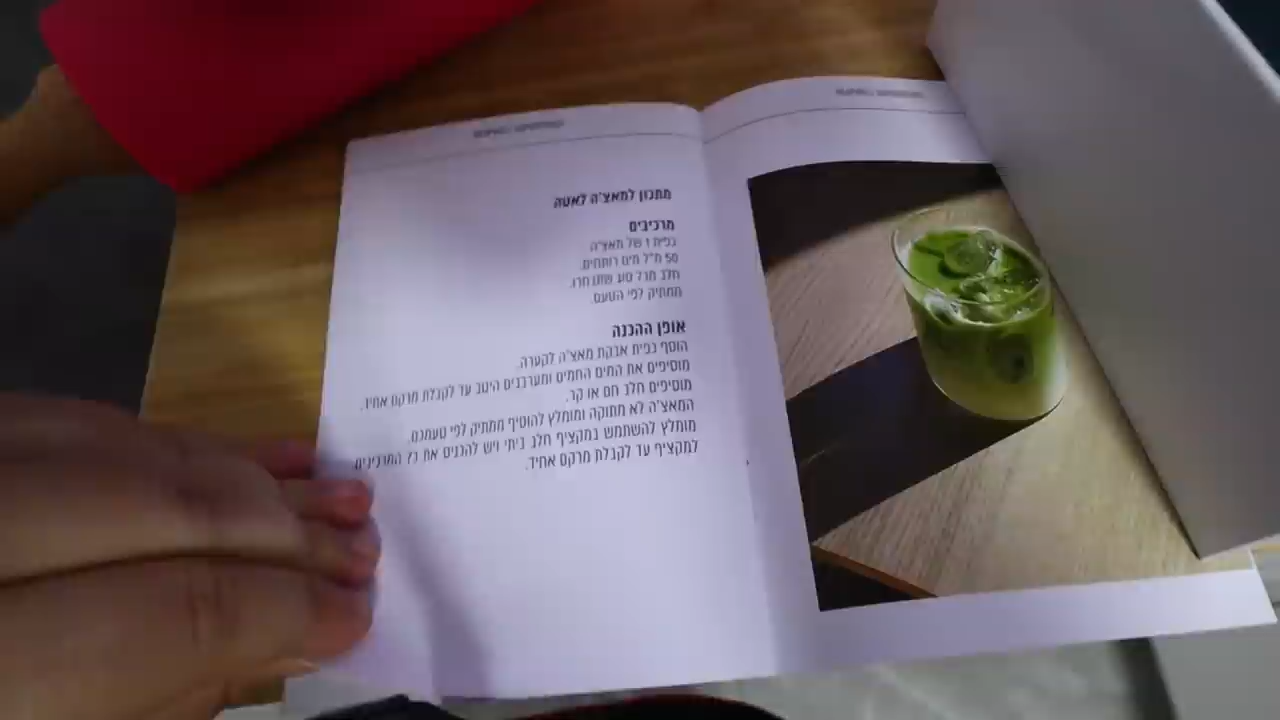 מתכון למאצ'ה לאטה
מרכיבים
כפית 1 של מאצ'ה
50 מ"ל מים רותחים.
חלב מכל סוג שתבחרו.
ממתיק לפי הטעם.
אופן ההכנה
הוסף כפית אבקת מאצ'ה לקערה.
מוסיפים את המים החמים ומערבבים היטב עד לקבלת מרקם אחיד.
מוסיפים חלב חם או קר.
המאצ'ה לא מתוקה ומומלץ להוסיף ממתיק לפי טעמכם.
מומלץ להשתמש במקציף חלב ביתי ויש להכניס את כל המרכיבים
למקציף עד לקבלת מרקם אחיד.